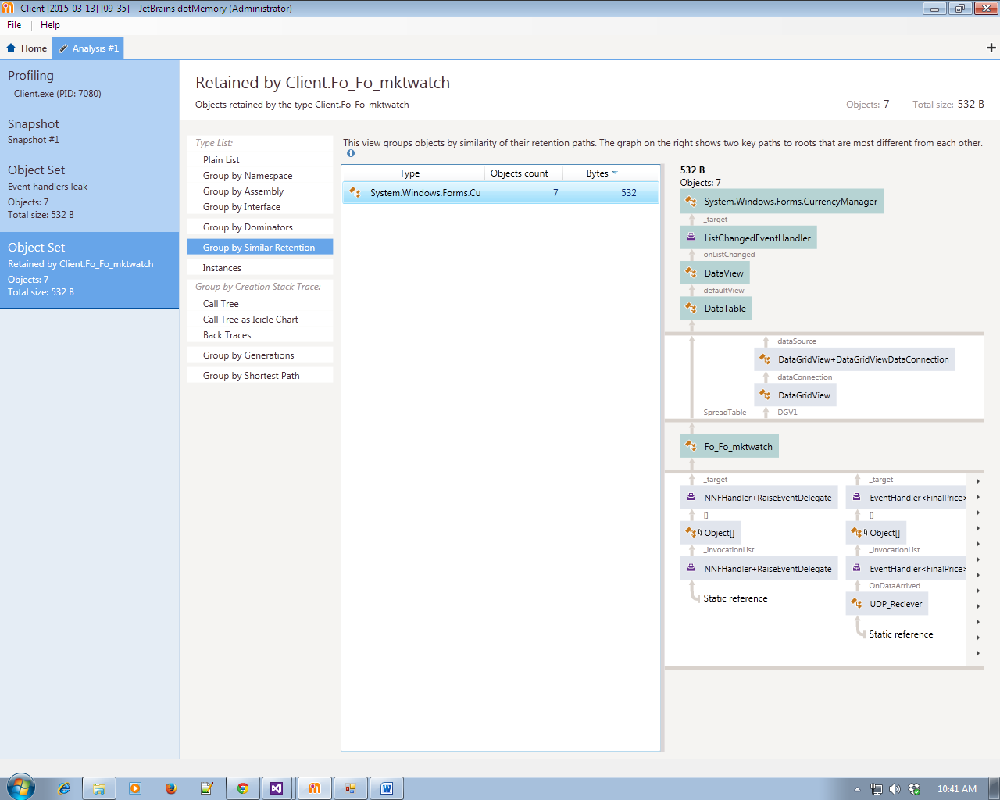 Client [2015-03-13] [09-35] – JetBrains dotMemory (Administrator)
File | Help
Home
Analysis #1
Profiling
Client.exe (PID: 7080)
Snapshot
Snapshot #1
Object Set
Event handlers leak
Objects: 7
Total size: 532 B
Object Set
Retained by Client.Fo_Fo_mktwatch
Objects: 7
Total size: 532 B
Retained by Client.Fo_Fo_mktwatch
Objects retained by the type Client.Fo_Fo_mktwatch
Objects: 7 Total size: 532 B
Type List:
Plain List
Group by Namespace
Group by Assembly
Group by Interface
Group by Dominators
Group by Similar Retention
Instances
Group by Creation Stack Trace:
Call Tree
Call Tree as Icicle Chart
Back Traces
Group by Generations
Group by Shortest Path
This view groups objects by similarity of their retention paths. The graph on the right shows two key paths to roots that are most different from each other.
Type Objects count Bytes
System.Windows.Forms.Cu 7 532
532 B
Objects: 7
System.Windows.Forms.CurrencyManager
_target
ListChangedEventHandler
onListChanged
DataView
defaultView
DataTable
dataSource
DataGridView+DataGridViewDataConnection
dataConnection
DataGridView
SpreadTable DGV1
Fo_Fo_mktwatch
_target _target
NNFHandler+RaiseEventDelegate EventHandler<FinalPrice>
[] []
Object[] Object[]
_invocationList _invocationList
NNFHandler+RaiseEventDelegate EventHandler<FinalPrice>
OnDataArrived
Static reference
UDP_Reciever
Static reference
10:41 AM